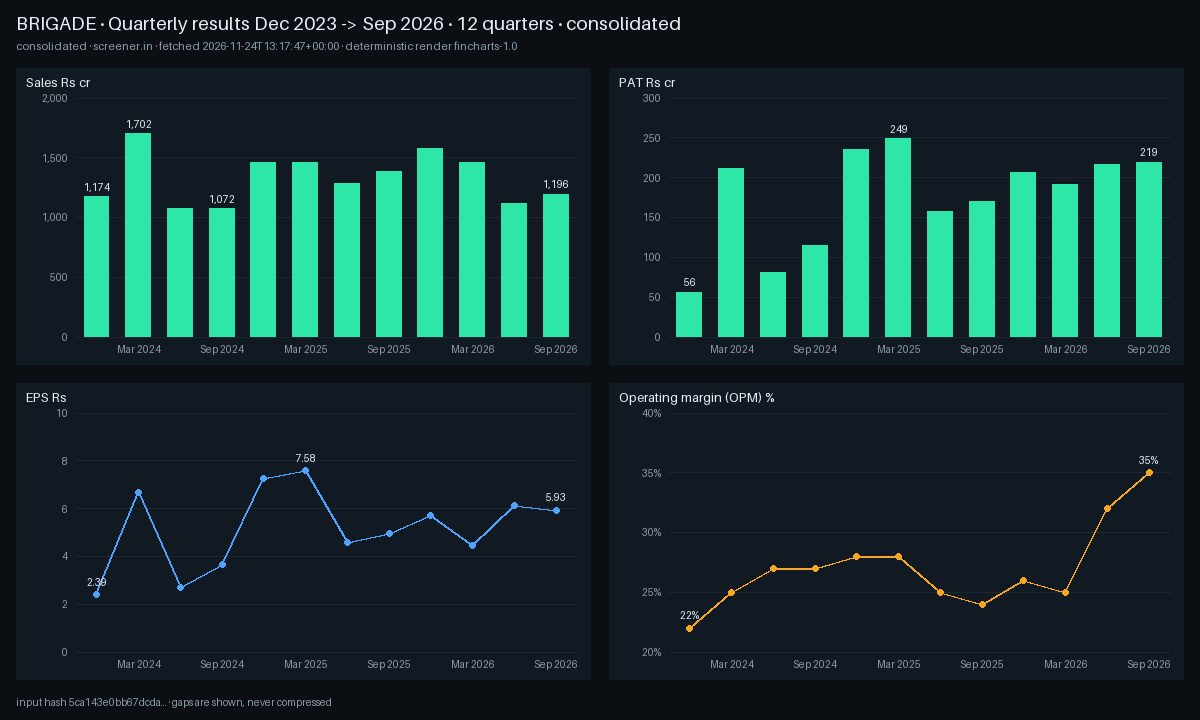 BRIGADE · Quarterly results Dec 2023 -> Sep 2026 · 12 quarters · consolidated
consolidated · screener.in · fetched 2026-11-24T13:17:47+00:00 · deterministic render fincharts-1.0
Sales Rs cr
2,000
1,500
1,000
500
0
1,174
1,702
1,072
1,196
Mar 2024
Sep 2024
Mar 2025
Sep 2025
Mar 2026
Sep 2026
PAT Rs cr
300
250
200
150
100
50
0
56
249
219
Mar 2024
Sep 2024
Mar 2025
Sep 2025
Mar 2026
Sep 2026
EPS Rs
10
8
6
4
2
0
2.39
7.58
5.93
Mar 2024
Sep 2024
Mar 2025
Sep 2025
Mar 2026
Sep 2026
Operating margin (OPM) %
40%
35%
30%
25%
20%
22%
35%
Mar 2024
Sep 2024
Mar 2025
Sep 2025
Mar 2026
Sep 2026
input hash 5ca143e0bb67dcda… · gaps are shown, never compressed